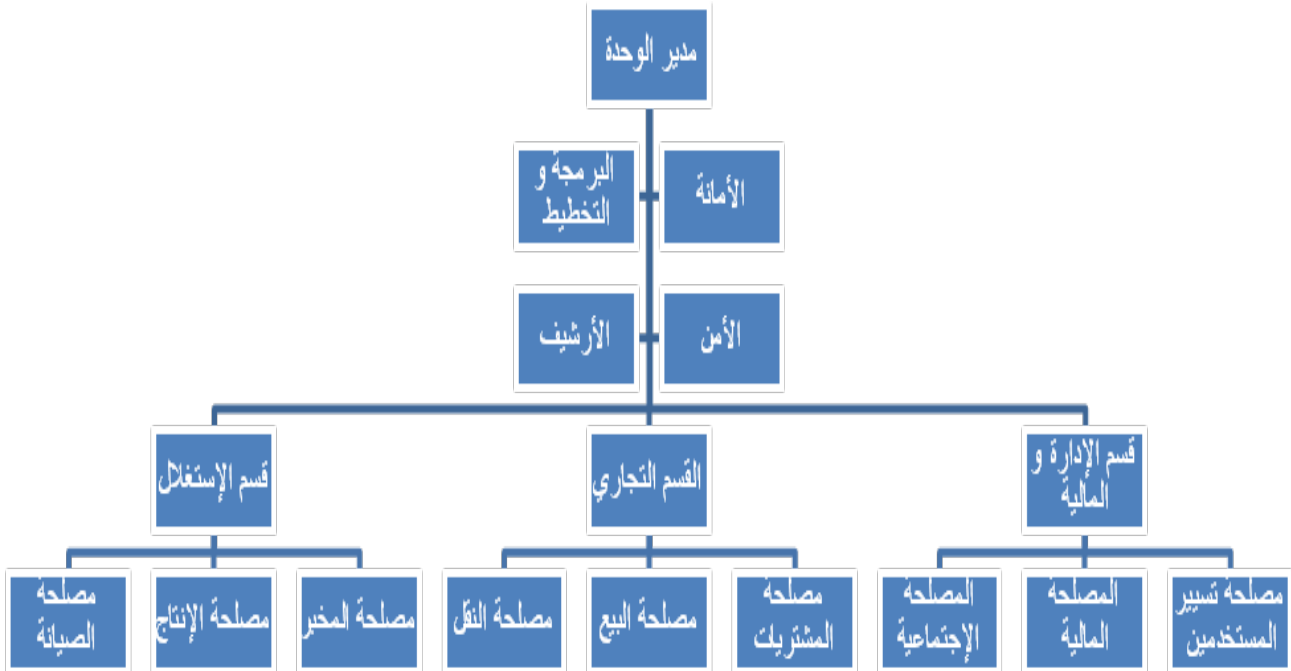 مدير الوحدة
الأمانة
البرمجة و
التخطيط
الأمن
الأرشيف
قسم الإدارة و
المالية
القسم التجاري
قسم الإستغلال
مصلحة تسيير
المستخدمين
المصلحة
المالية
المصلحة
الإجتماعية
مصلحة
المشتريات
مصلحة البيع
مصلحة النقل
مصلحة المخبر
مصلحة الإنتاج
مصلحة
الصيانة